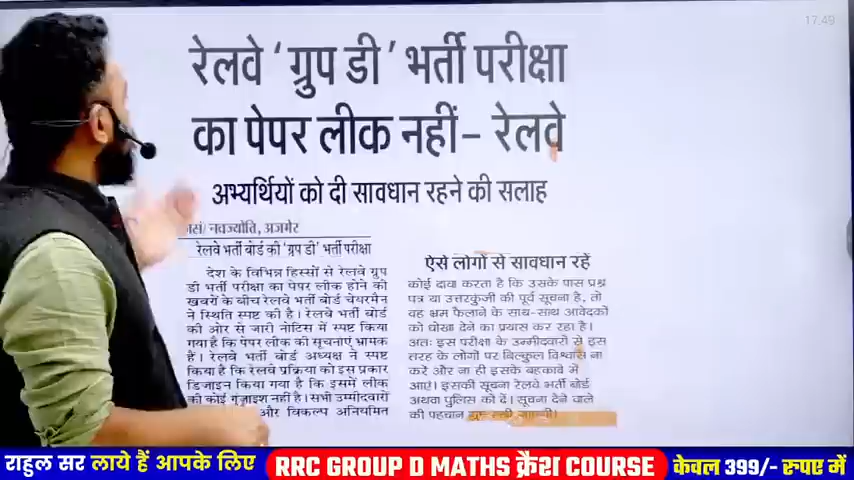 17:49
रेलवे ‘ग्रुप डी’ भर्ती परीक्षा
का पेपर लीक नहीं– रेलवे
अभ्यर्थियों को दी सावधान रहने की सलाह
नवज्योति, अजमेर
रेलवे भर्ती बोर्ड की ‘ग्रुप डी’ भर्ती परीक्षा
देश के विभिन्न हिस्सों से रेलवे ग्रुप
डी भर्ती परीक्षा का पेपर लीक होने की
खबरों के बीच रेलवे भर्ती बोर्ड चेयरमैन
ने स्थिति स्पष्ट की है। रेलवे भर्ती बोर्ड
की ओर से जारी नोटिस में स्पष्ट किया
गया है कि पेपर लीक की सूचनाएं भ्रामक
हैं। रेलवे भर्ती बोर्ड अध्यक्ष ने स्पष्ट
किया है कि रेलवे प्रक्रिया को इस प्रकार
डिजाइन किया गया है कि इसमें लीक
की कोई गुंजाइश नहीं है। सभी उम्मीदवारों
और विकल्प अनियमित
ऐसे लोगों से सावधान रहें
कोई दावा करता है कि उसके पास प्रश्न
पत्र या उत्तरकुंजी की पूर्व सूचना है, तो
वह भ्रम फैलाने के साथ-साथ आवेदकों
को धोखा देने का प्रयास कर रहा है।
अतः इस परीक्षा के उम्मीदवारों से इस
तरह के लोगों पर बिल्कुल विश्वास ना
करें और ना ही इसके बहकावे में
आएं। इसकी सूचना रेलवे भर्ती बोर्ड
अथवा पुलिस को दें। सूचना देने वाले
की पहचान गुप्त रखी जाएगी।
राहुल सर लाये हैं आपके लिए RRC GROUP D MATHS क्रैश COURSE केवल 399/- रुपए में